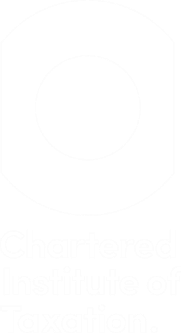 Chartered
Institute of
Taxation.